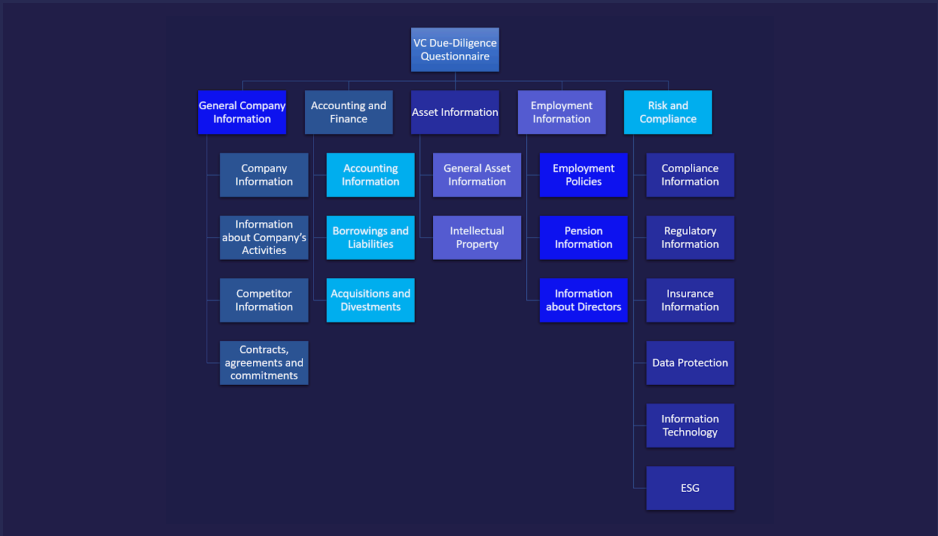 VC Due-Diligence
Questionnaire
General Company
Information
Accounting and
Finance
Asset Information
Employment
Information
Risk and
Compliance
Company
Information
Information
about Company's
Activities
Competitor
Information
Contracts,
agreements and
commitments
Accounting
Information
Borrowings and
Liabilities
Acquisitions and
Divestments
General Asset
Information
Intellectual
Property
Employment
Policies
Pension
Information
Information
about Directors
Compliance
Information
Regulatory
Information
Insurance
Information
Data Protection
Information
Technology
ESG